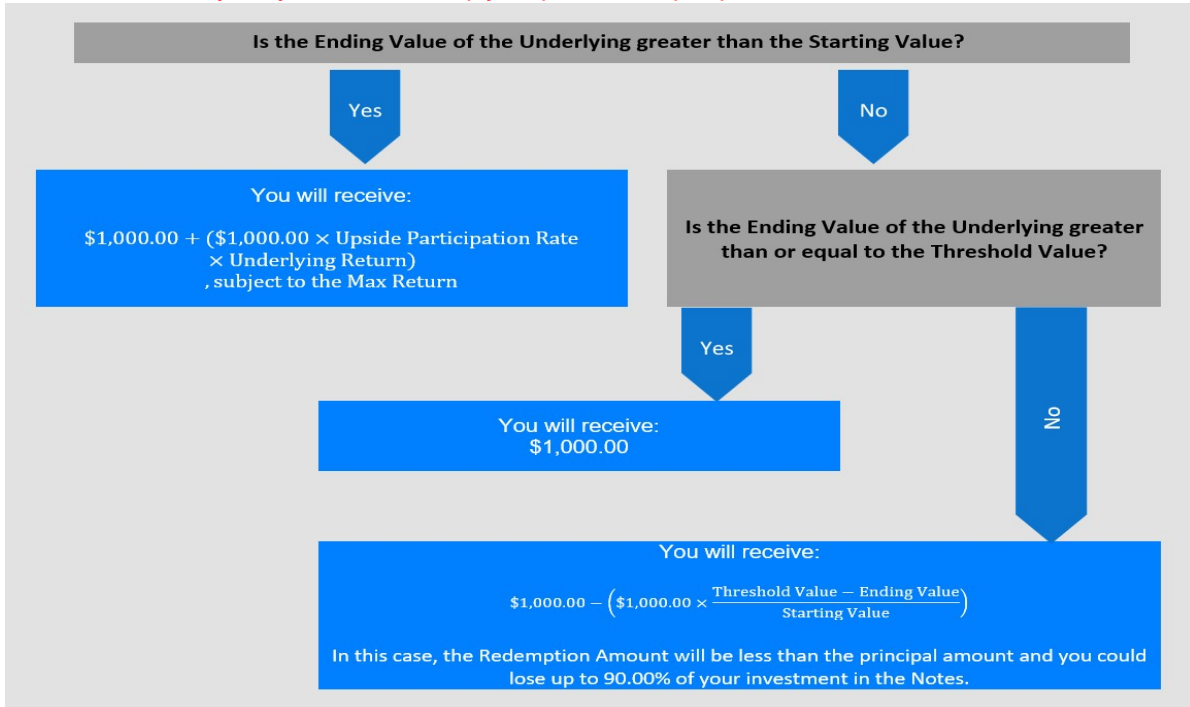 Is the Ending Value of the Underlying greater than the Starting Value?
Yes
No
You will receive:
$1,000.00 + ($1,000.00 × Upside Participation Rate
× Underlying Return)
, subject to the Max Return
Is the Ending Value of the Underlying greater
than or equal to the Threshold Value?
Yes
No
You will receive:
$1,000.00
You will receive:
$1,000.00 − ($1,000.00 × Threshold Value − Ending Value / Starting Value)
In this case, the Redemption Amount will be less than the principal amount and you could
lose up to 90.00% of your investment in the Notes.